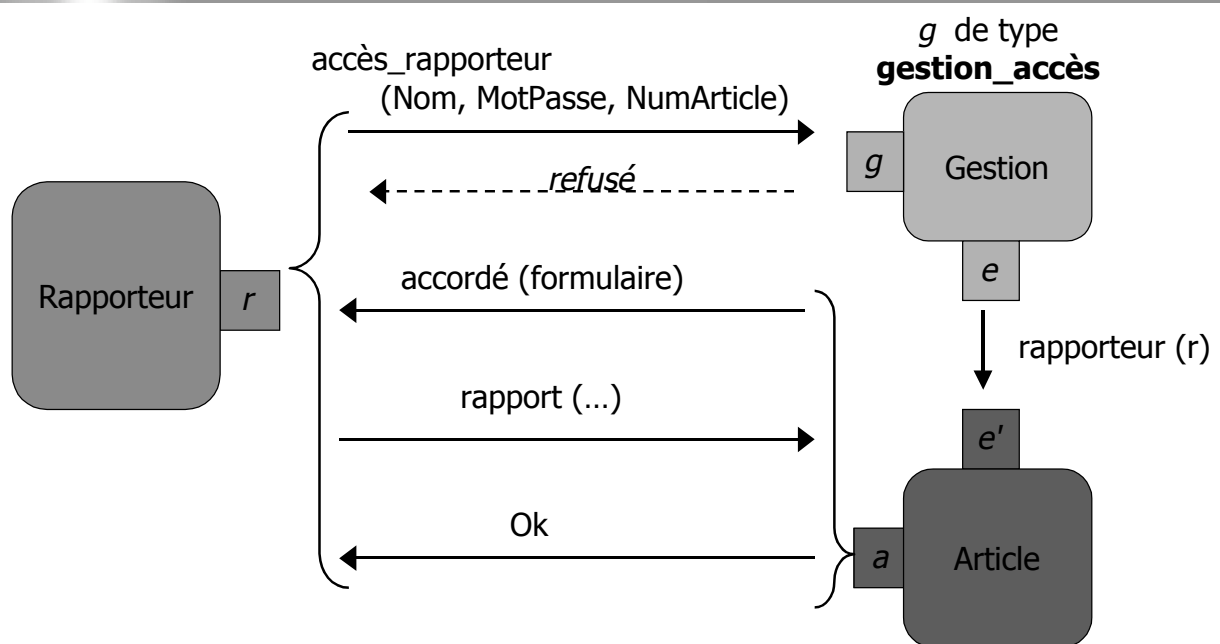 g de type
gestion_accès
accès_rapporteur
(Nom, MotPasse, NumArticle)
g
Gestion
refusé
e
accordé (formulaire)
Rapporteur
r
rapporteur (r)
rapport (...)
e'
Ok
a
Article